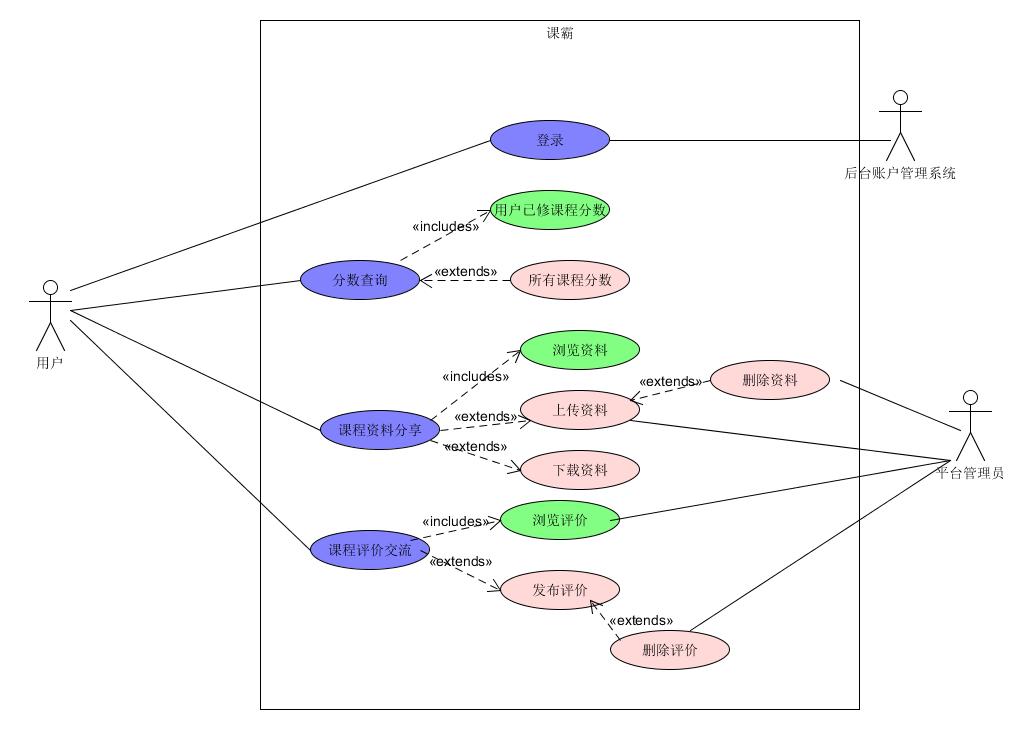 课霸
登录
后台账户管理系统
用户已修课程分数
«includes»
分数查询
«extends»
所有课程分数
用户
浏览资料
«includes»
«extends»
删除资料
上传资料
«extends»
课程资料分享
«extends»
下载资料
平台管理员
«includes»
浏览评价
课程评价交流
«extends»
发布评价
«extends»
删除评价